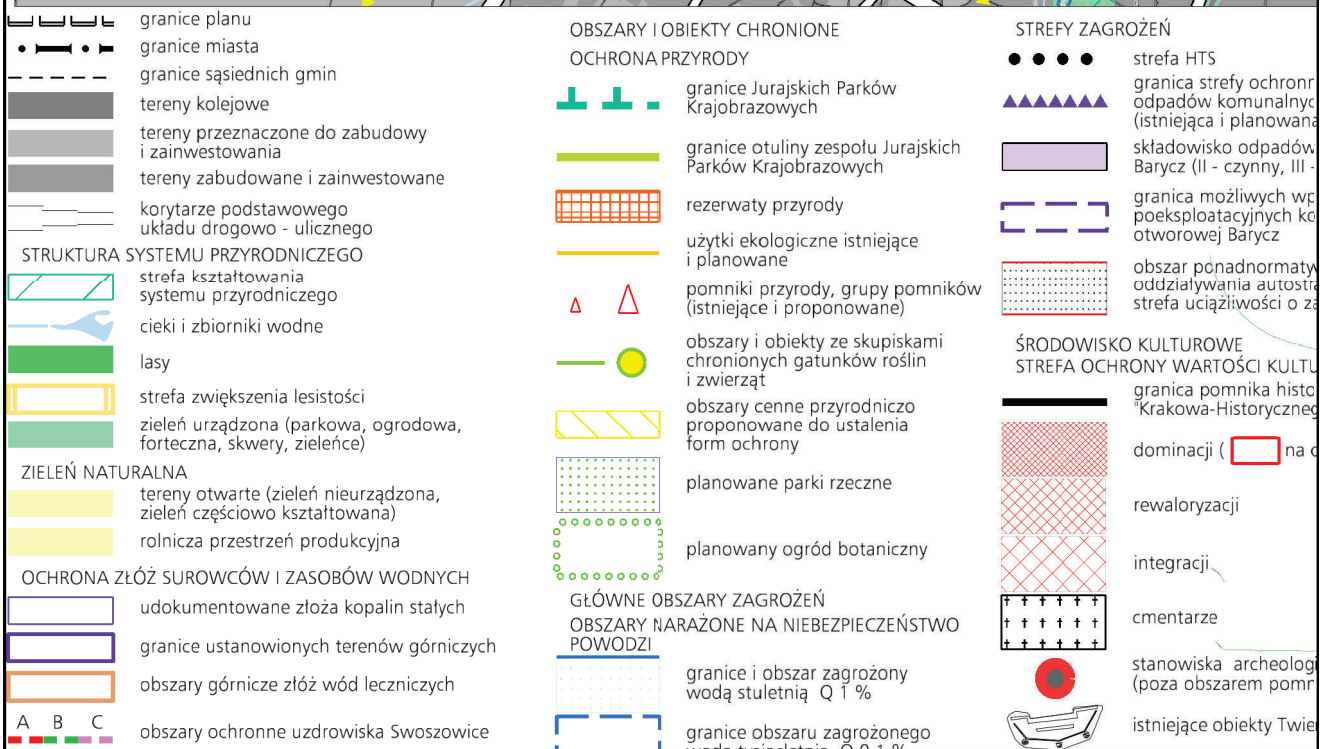 granice planu
granice miasta
granice sąsiednich gmin
tereny kolejowe
tereny przeznaczone do zabudowy
i zainwestowania
tereny zabudowane i zainwestowane
korytarze podstawowego
układu drogowo - ulicznego
STRUKTURA SYSTEMU PRZYRODNICZEGO
strefa kształtowania
systemu przyrodniczego
cieki i zbiorniki wodne
lasy
strefa zwiększenia lesistości
zieleń urządzona (parkowa, ogrodowa,
forteczna, skwery, zieleńce)
ZIELEŃ NATURALNA
tereny otwarte (zieleń nieurządzona,
zieleń częściowo kształtowana)
rolnicza przestrzeń produkcyjna
OCHRONA ZŁÓŻ SUROWCÓW I ZASOBÓW WODNYCH
udokumentowane złoża kopalin stałych
granice ustanowionych terenów górniczych
obszary górnicze złóż wód leczniczych
A B C
obszary ochronne uzdrowiska Swoszowice
OBSZARY I OBIEKTY CHRONIONE
OCHRONA PRZYRODY
granice Jurajskich Parków
Krajobrazowych
granice otuliny zespołu Jurajskich
Parków Krajobrazowych
rezerwaty przyrody
użytki ekologiczne istniejące
i planowane
pomniki przyrody, grupy pomników
(istniejące i proponowane)
obszary i obiekty ze skupiskami
chronionych gatunków roślin
i zwierząt
obszary cenne przyrodniczo
proponowane do ustalenia
form ochrony
planowane parki rzeczne
planowany ogród botaniczny
GŁÓWNE OBSZARY ZAGROŻEŃ
OBSZARY NARAŻONE NA NIEBEZPIECZEŃSTWO
POWODZI
granice i obszar zagrożony
wodą stuletnią Q 1 %
granice obszaru zagrożonego
wodą tysiącletnią Q 0,1 %
STREFY ZAGROŻEŃ
strefa HTS
granica strefy ochronn
odpadów komunalnyc
(istniejąca i planowana
składowisko odpadów
Barycz (II - czynny, III -
granica możliwych wp
poeksploatacyjnych ko
otworowej Barycz
obszar ponadnormatyw
oddziaływania autostra
strefa uciążliwości o za
ŚRODOWISKO KULTUROWE
STREFA OCHRONY WARTOŚCI KULTU
granica pomnika histo
"Krakowa-Historyczneg
dominacji ( na o
rewaloryzacji
integracji
cmentarze
stanowiska archeologi
(poza obszarem pomn
istniejące obiekty Twier